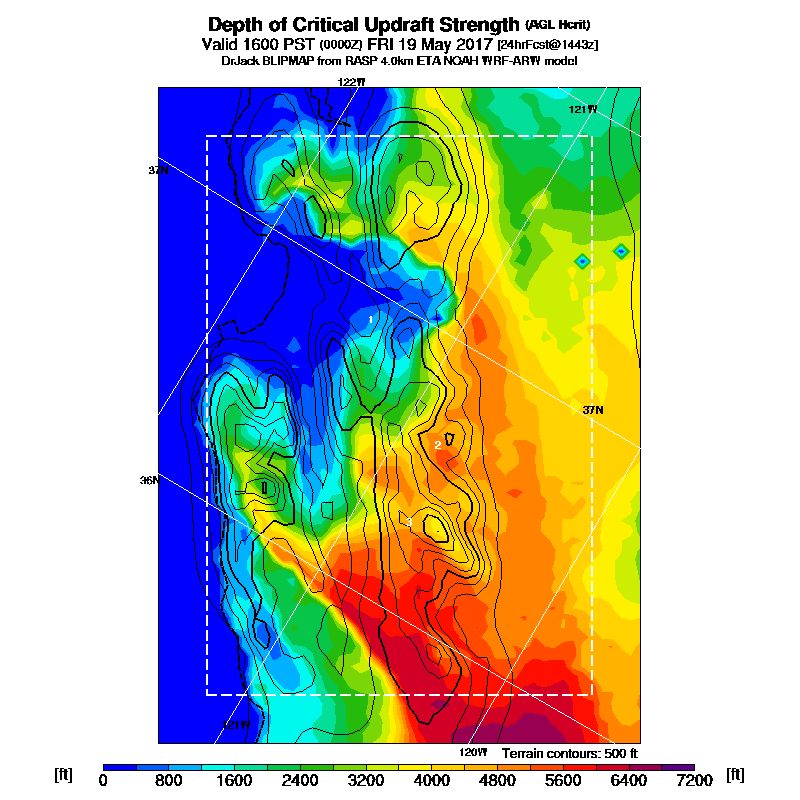 Depth of Critical Updraft Strength (AGL Hcrit)
Valid 1600 PST (0000Z) FRI 19 May 2017 [24hrFcst@1443z]
DrJack BLIPMAP from RASP 4.0km ETA NOAH WRF-ARW model
122W
121W
37N
1
37N
2
36N
3
121W
120W Terrain contours: 500 ft
[ft] 0 800 1600 2400 3200 4000 4800 5600 6400 7200 [ft]